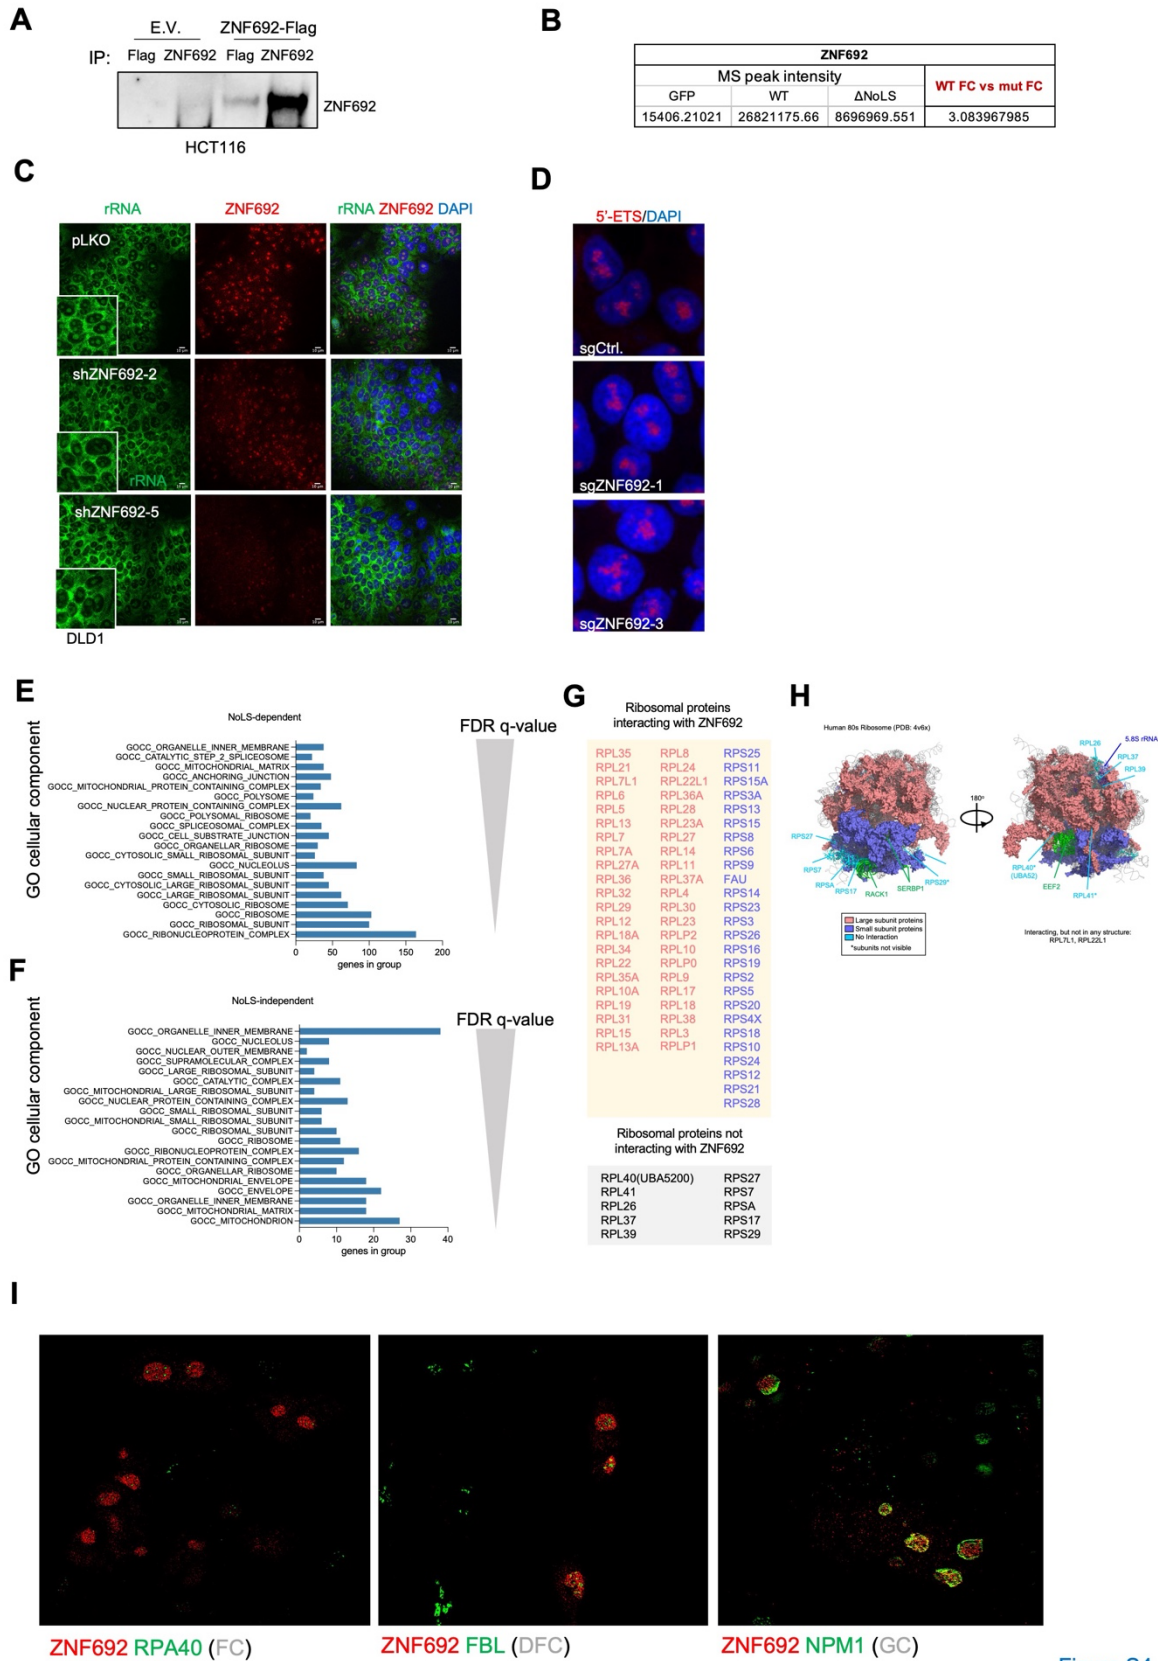 A
E.V. ZNF692-Flag
IP: Flag ZNF692 Flag ZNF692
ZNF692
HCT116
B
ZNF692
MS peak intensity
WT FC vs mut FC
GFP WT ΔNoLS
15406.21021 26821175.66 8696969.551 3.083967985
C
rRNA ZNF692 rRNA ZNF692 DAPI
pLKO
shZNF692-2
rRNA
shZNF692-5
DLD1
D
5'-ETS/DAPI
sgCtrl.
sgZNF692-1
sgZNF692-3
E
NoLS-dependent
FDR q-value
GO cellular component
GOCC_ORGANELLE_INNER_MEMBRANE
GOCC_CATALYTIC_STEP_2_SPLICEOSOME
GOCC_MITOCHONDRIAL_MATRIX
GOCC_ANCHORING_JUNCTION
GOCC_MITOCHONDRIAL_PROTEIN_CONTAINING_COMPLEX
GOCC_POLYSOME
GOCC_NUCLEAR_PROTEIN_CONTAINING_COMPLEX
GOCC_POLYSOMAL_RIBOSOME
GOCC_SPLICEOSOMAL_COMPLEX
GOCC_CELL_SUBSTRATE_JUNCTION
GOCC_ORGANELLAR_RIBOSOME
GOCC_CYTOSOLIC_SMALL_RIBOSOMAL_SUBUNIT
GOCC_NUCLEOLUS
GOCC_SMALL_RIBOSOMAL_SUBUNIT
GOCC_CYTOSOLIC_LARGE_RIBOSOMAL_SUBUNIT
GOCC_LARGE_RIBOSOMAL_SUBUNIT
GOCC_CYTOSOLIC_RIBOSOME
GOCC_RIBOSOME
GOCC_RIBOSOMAL_SUBUNIT
GOCC_RIBONUCLEOPROTEIN_COMPLEX
0 50 100 150 200
genes in group
F
NoLS-independent
FDR q-value
GO cellular component
GOCC_ORGANELLE_INNER_MEMBRANE
GOCC_NUCLEOLUS
GOCC_NUCLEAR_OUTER_MEMBRANE
GOCC_SUPRAMOLECULAR_COMPLEX
GOCC_LARGE_RIBOSOMAL_SUBUNIT
GOCC_CATALYTIC_COMPLEX
GOCC_MITOCHONDRIAL_LARGE_RIBOSOMAL_SUBUNIT
GOCC_NUCLEAR_PROTEIN_CONTAINING_COMPLEX
GOCC_SMALL_RIBOSOMAL_SUBUNIT
GOCC_MITOCHONDRIAL_SMALL_RIBOSOMAL_SUBUNIT
GOCC_RIBOSOMAL_SUBUNIT
GOCC_RIBOSOME
GOCC_RIBONUCLEOPROTEIN_COMPLEX
GOCC_MITOCHONDRIAL_PROTEIN_CONTAINING_COMPLEX
GOCC_ORGANELLAR_RIBOSOME
GOCC_MITOCHONDRIAL_ENVELOPE
GOCC_ENVELOPE
GOCC_ORGANELLE_INNER_MEMBRANE
GOCC_MITOCHONDRIAL_MATRIX
GOCC_MITOCHONDRION
0 10 20 30 40
genes in group
G
Ribosomal proteins
interacting with ZNF692
RPL35 RPL8 RPS25
RPL21 RPL24 RPS11
RPL7L1 RPL22L1 RPS15A
RPL6 RPL36A RPS3A
RPL5 RPL28 RPS13
RPL13 RPL23A RPS15
RPL7 RPL27 RPS8
RPL7A RPL14 RPS6
RPL27A RPL11 RPS9
RPL36 RPL37A FAU
RPL32 RPL4 RPS14
RPL29 RPL30 RPS23
RPL12 RPL23 RPS3
RPL18A RPLP2 RPS26
RPL34 RPL10 RPS16
RPL22 RPLP0 RPS19
RPL35A RPL9 RPS2
RPL10A RPL17 RPS5
RPL19 RPL18 RPS20
RPL31 RPL38 RPS4X
RPL15 RPL3 RPS18
RPL13A RPLP1 RPS10
RPS24
RPS12
RPS21
RPS28
Ribosomal proteins not
interacting with ZNF692
RPL40(UBA5200) RPS27
RPL41 RPS7
RPL26 RPSA
RPL37 RPS17
RPL39 RPS29
H
Human 80s Ribosome (PDB: 4v6x)
RPS27
RPS7
RPSA
RPS17
RACK1
SERBP1
RPS29*
180°
RPL26
5.8S rRNA
RPL37
RPL39
RPL40*
(UBA52)
EEF2
RPL41*
Large subunit proteins
Small subunit proteins
No Interaction
*subunits not visible
Interacting, but not in any structure:
RPL7L1, RPL22L1
I
ZNF692 RPA40 (FC)
ZNF692 FBL (DFC)
ZNF692 NPM1 (GC)